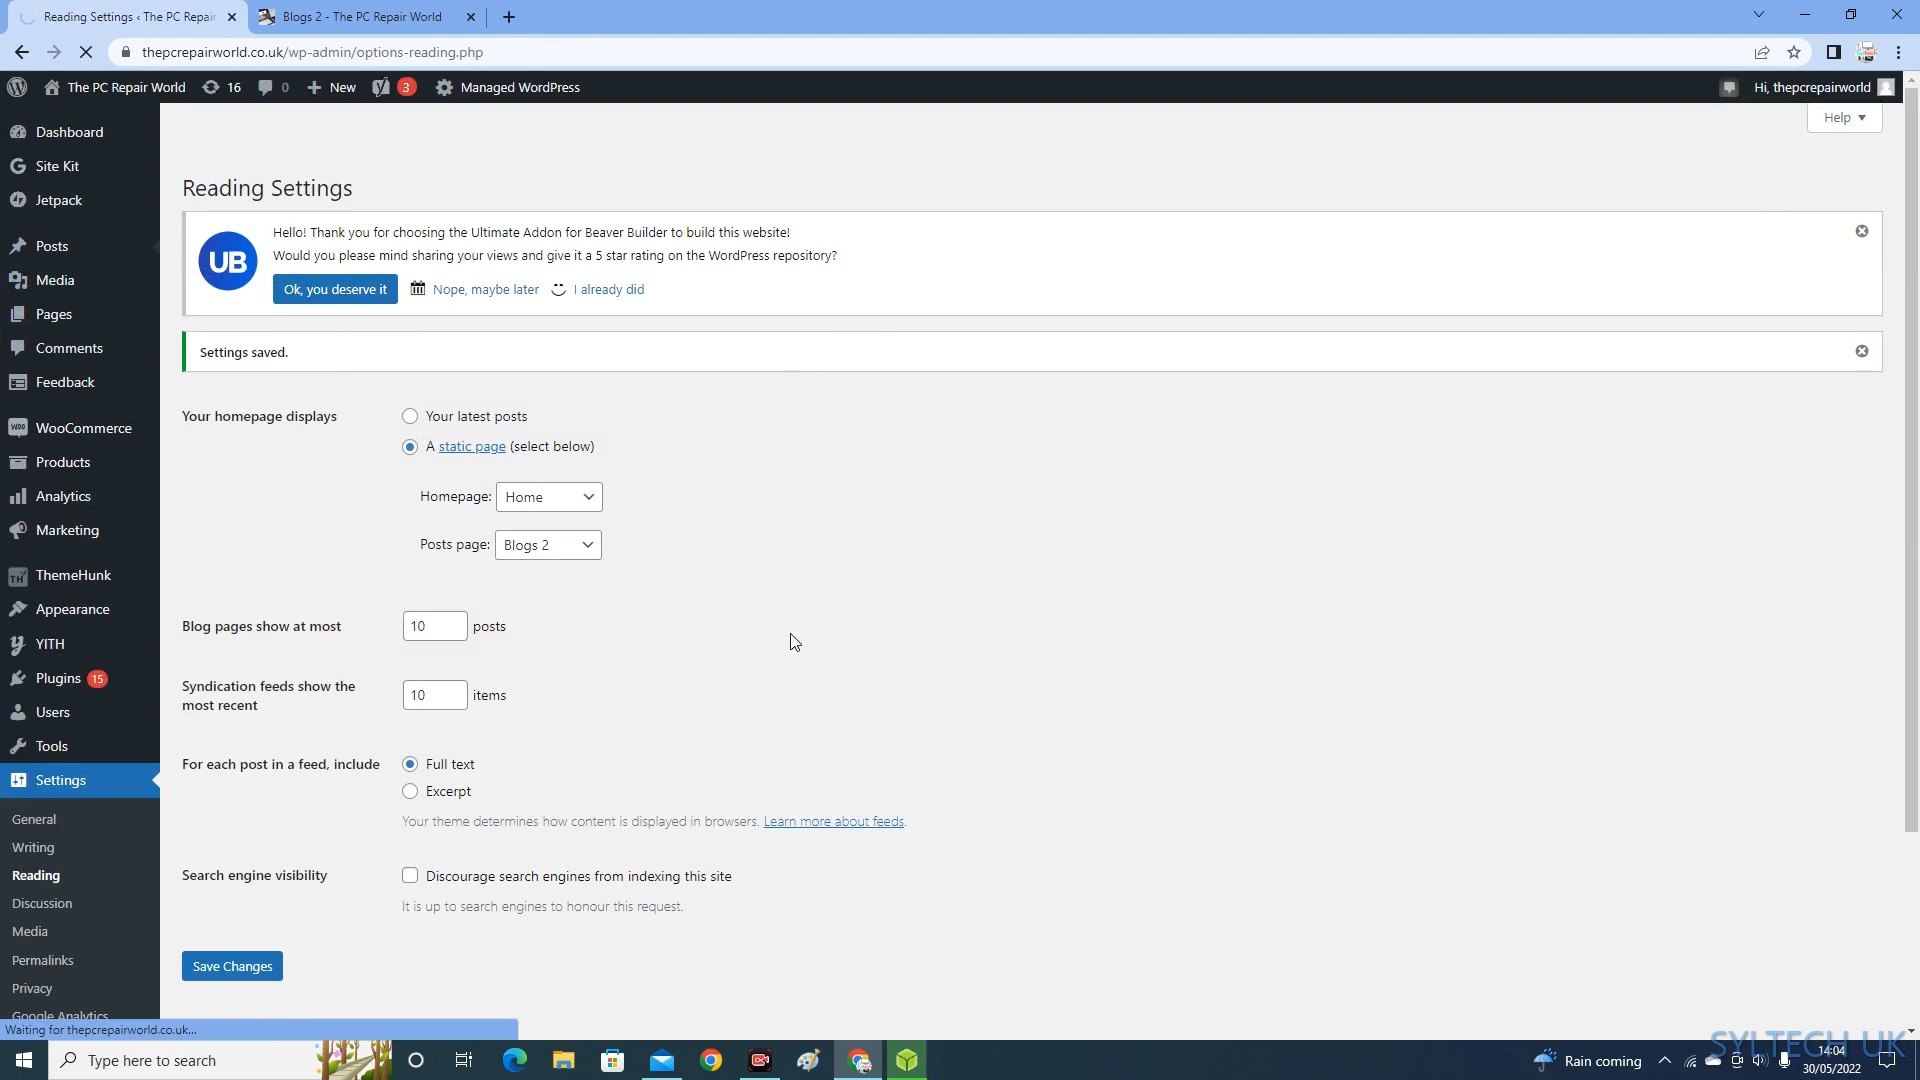 Reading Settings ‹ The PC Repair
Blogs 2 - The PC Repair World
thepcrepairworld.co.uk/wp-admin/options-reading.php
The PC Repair World
16
0
New
3
Managed WordPress
Hi, thepcrepairworld
Help
Dashboard
Site Kit
Jetpack
Posts
Media
Pages
Comments
Feedback
WooCommerce
Products
Analytics
Marketing
ThemeHunk
Appearance
YITH
Plugins 15
Users
Tools
Settings
General
Writing
Reading
Discussion
Media
Permalinks
Privacy
Google Analytics
Reading Settings
UB
Hello! Thank you for choosing the Ultimate Addon for Beaver Builder to build this website!
Would you please mind sharing your views and give it a 5 star rating on the WordPress repository?
Ok, you deserve it
Nope, maybe later
I already did
Settings saved.
Your homepage displays
Your latest posts
A static page (select below)
Homepage: Home
Posts page: Blogs 2
Blog pages show at most
10 posts
Syndication feeds show the
most recent
10 items
For each post in a feed, include
Full text
Excerpt
Your theme determines how content is displayed in browsers. Learn more about feeds.
Search engine visibility
Discourage search engines from indexing this site
It is up to search engines to honour this request.
Save Changes
Waiting for thepcrepairworld.co.uk...
Type here to search
Rain coming
SYLTECH UK
14:04
30/05/2022